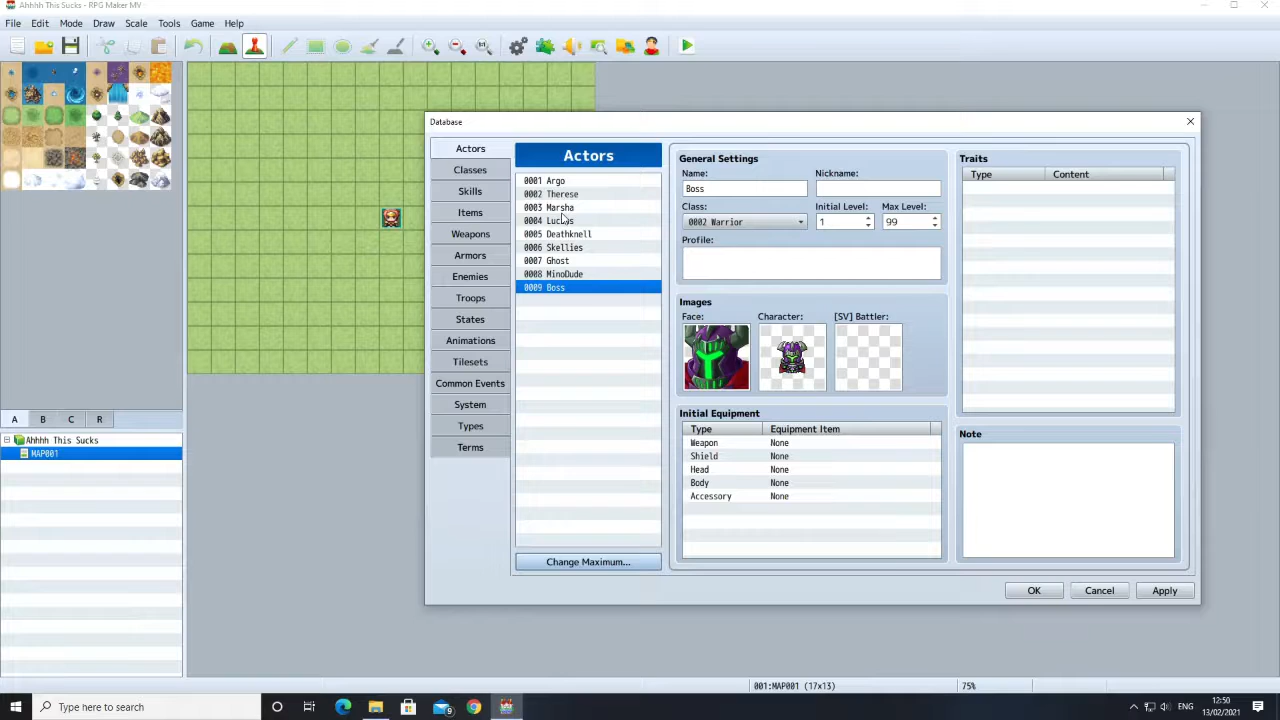 Ahhhh This Sucks - RPG Maker MV
File Edit Mode Draw Scale Tools Game Help
Database
Actors
Classes
Skills
Items
Weapons
Armors
Enemies
Troops
States
Animations
Tilesets
Common Events
System
Types
Terms
Actors
0001 Argo
0002 Therese
0003 Marsha
0005 Deathknell
0006 Skellies
0007 Ghost
0008 MinoDude
0009 Boss
Change Maximum...
General Settings
Name: Nickname:
Boss
Class: Initial Level: Max Level:
0002 Warrior 1 99
Profile:
Images
Face: Character: [SV] Battler:
Initial Equipment
Type Equipment Item
Weapon None
Shield None
Head None
Body None
Accessory None
Traits
Type Content
Note
OK Cancel Apply
A B C R
Ahhhh This Sucks
MAP001
001:MAP001 (17x13) 75%
Type here to search
9
ENG
12:50
13/02/2021